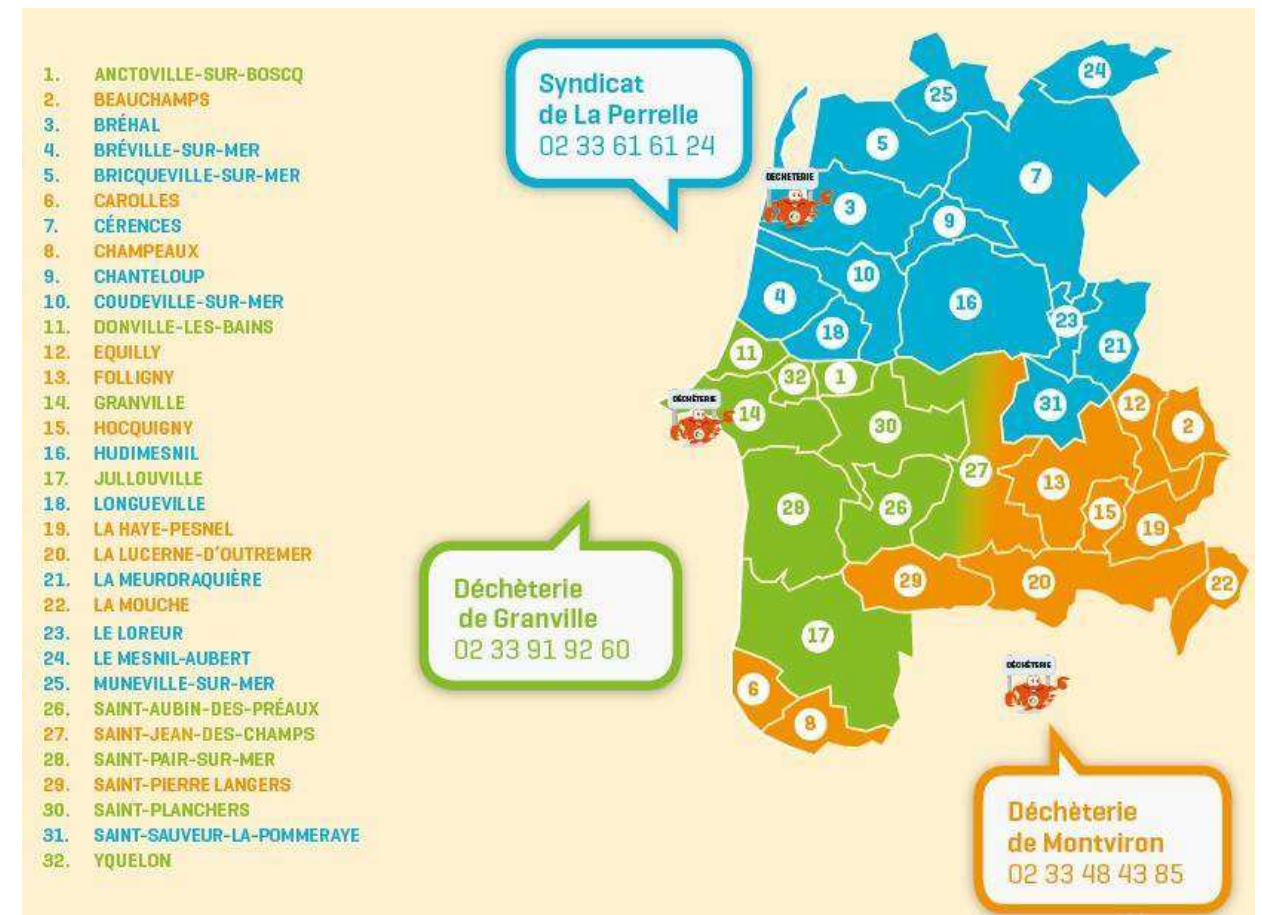 1. ANCTOVILLE-SUR-BOSCQ
2. BEAUCHAMPS
3. BRÉHAL
4. BRÉVILLE-SUR-MER
5. BRICQUEVILLE-SUR-MER
6. CAROLLES
7. CÉRENCES
8. CHAMPEAUX
9. CHANTELOUP
10. COUDEVILLE-SUR-MER
11. DONVILLE-LES-BAINS
12. EQUILLY
13. FOLLIGNY
14. GRANVILLE
15. HOCQUIGNY
16. HUDIMESNIL
17. JULLOUVILLE
18. LONGUEVILLE
19. LA HAYE-PESNEL
20. LA LUCERNE-D'OUTREMER
21. LA MEURDRAQUIÈRE
22. LA MOUCHE
23. LE LOREUR
24. LE MESNIL-AUBERT
25. MUNEVILLE-SUR-MER
26. SAINT-AUBIN-DES-PRÉAUX
27. SAINT-JEAN-DES-CHAMPS
28. SAINT-PAIR-SUR-MER
29. SAINT-PIERRE LANGERS
30. SAINT-PLANCHERS
31. SAINT-SAUVEUR-LA-POMMERAYE
32. YQUELON
Syndicat
de La Perrelle
02 33 61 61 24
24
25
5
7
DÉCHÈTERIE
3
9
10
4
16
18
23
21
11
32
1
31
12
DÉCHÈTERIE
14
30
2
27
13
28
26
15
19
29
20
22
17
6
8
Déchèterie
de Granville
02 33 91 92 60
DÉCHÈTERIE
Déchèterie
de Montviron
02 33 48 43 85